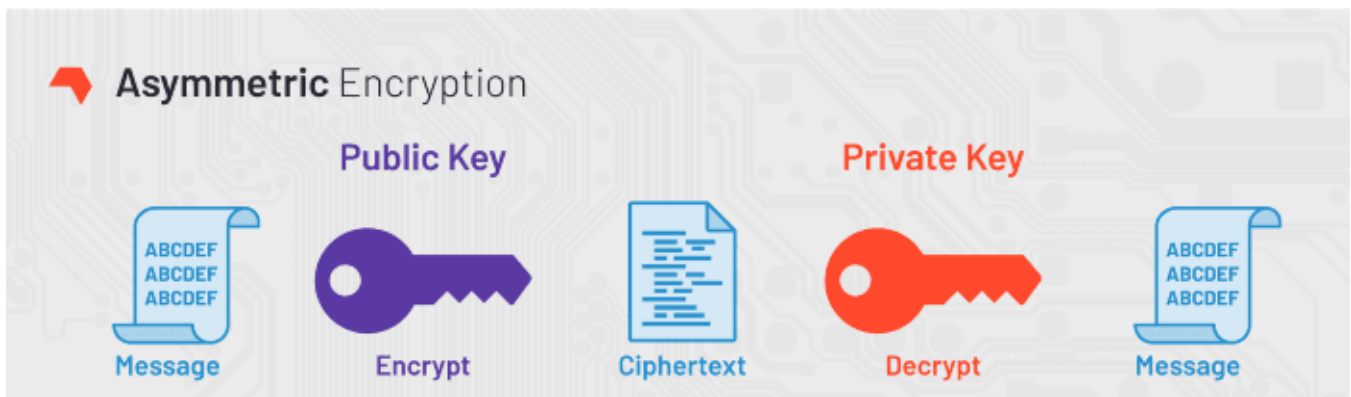 Asymmetric Encryption
Public Key
Private Key
ABCDEF
ABCDEF
ABCDEF
ABCDEF
ABCDEF
ABCDEF
Message
Encrypt
Ciphertext
Decrypt
Message